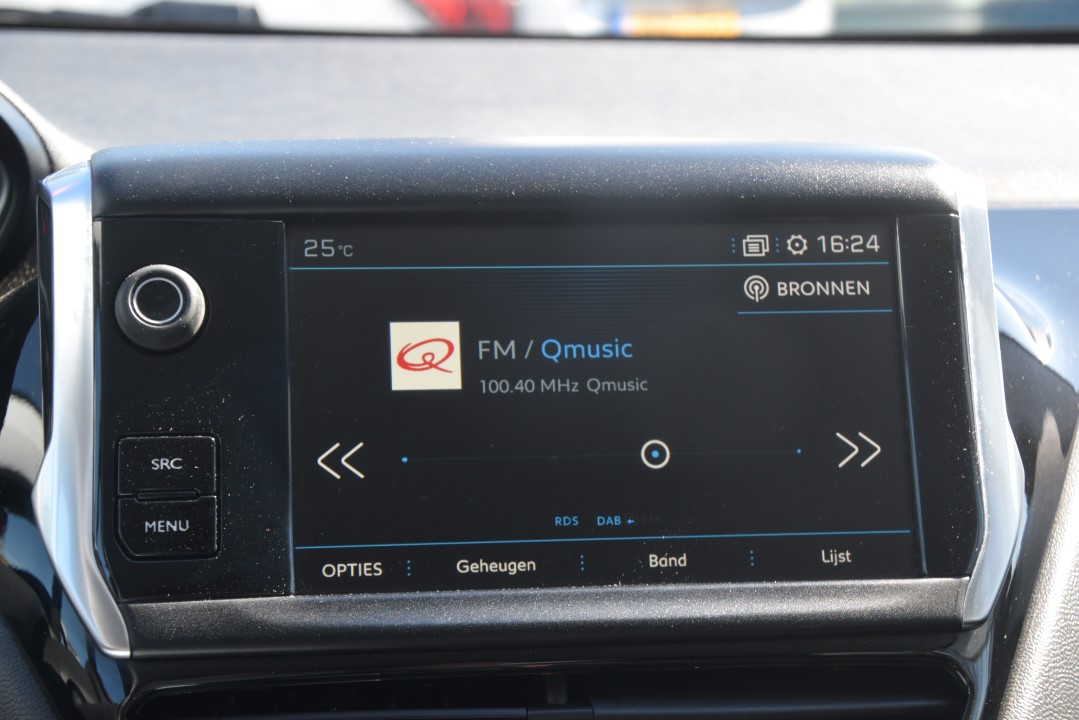 25°C
16:24
BRONNEN
FM / Qmusic
100.40 MHz Qmusic
SRC
MENU
RDS DAB
OPTIES Geheugen Band Lijst